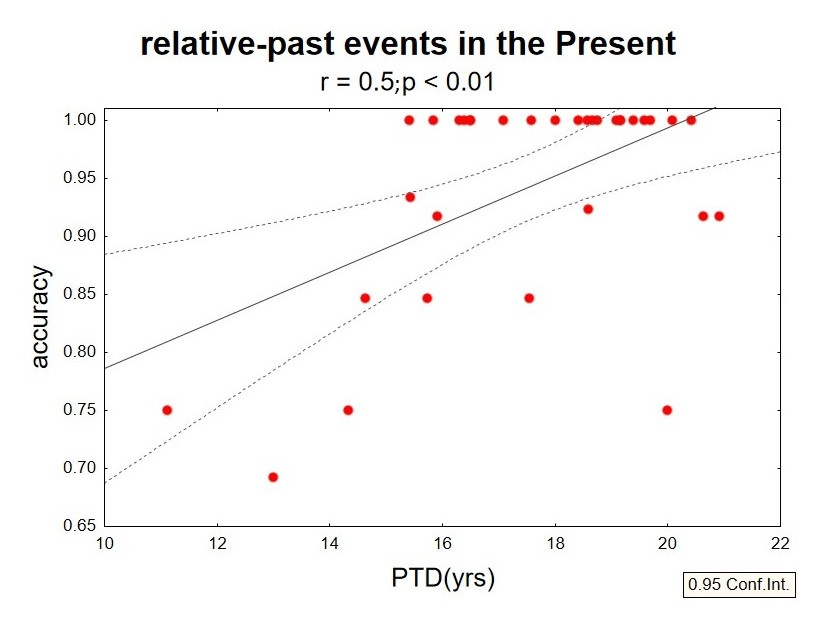 relative-past events in the Present
r = 0.5;p < 0.01
1.00
0.95
0.90
0.85
0.80
0.75
0.70
0.65
accuracy
10 12 14 16 18 20 22
PTD(yrs)
0.95 Conf.Int.